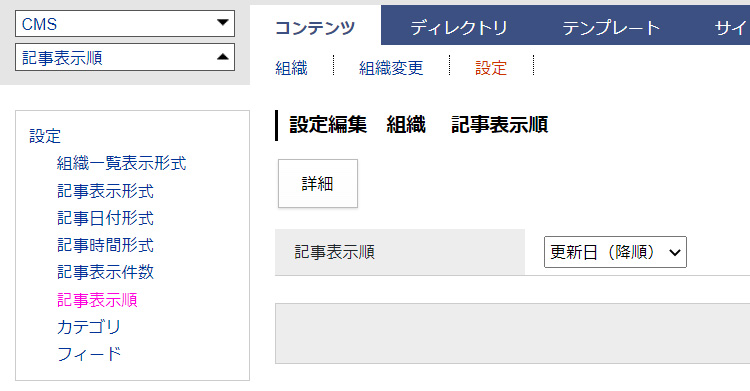 CMS
記事表示順
コンテンツ ディレクトリ テンプレート サイ
組織 組織変更 設定
設定
組織一覧表示形式
記事表示形式
記事日付形式
記事時間形式
記事表示件数
記事表示順
カテゴリ
フィード
設定編集 組織 記事表示順
詳細
記事表示順 更新日（降順）